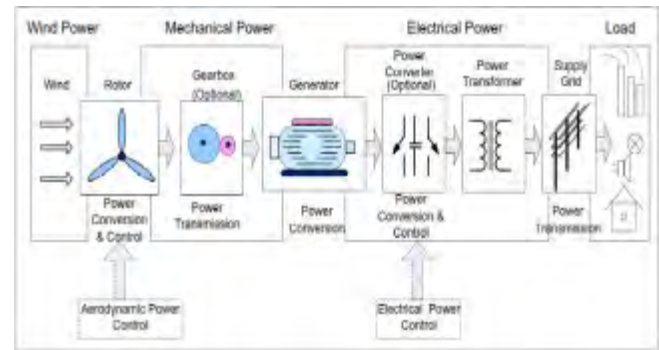 Wind Power
Mechanical Power
Electrical Power
Load
Wind
Rotor
Gearbox
(Optional)
Generator
Power
Converter
(Optional)
Power
Transformer
Supply
Grid
Power
Conversion
& Control
Power
Transmission
Power
Conversion
Power
Conversion &
Control
Power
Transmission
Aerodynamic Power
Control
Electrical Power
Control